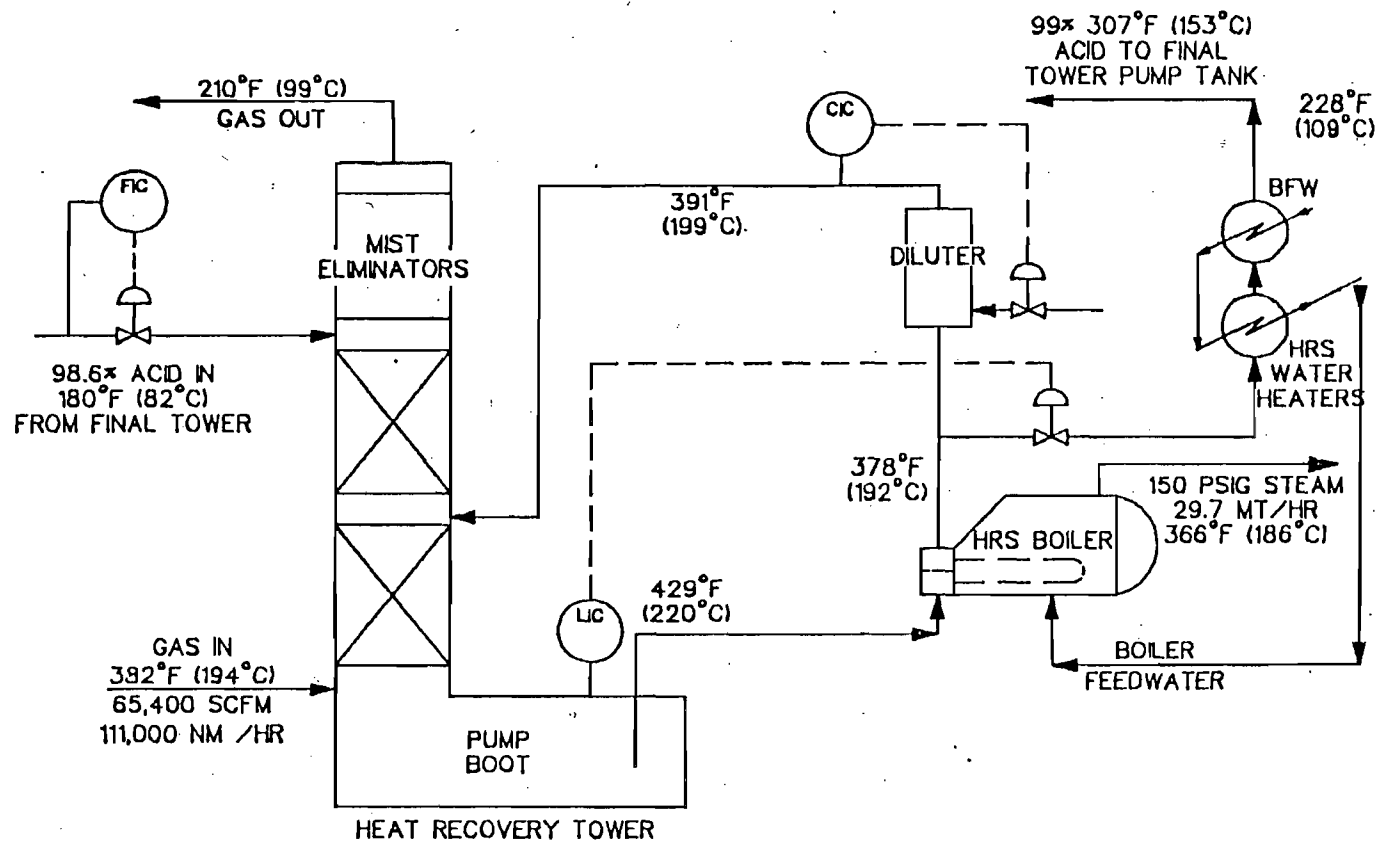 99% 307°F (153°C)
ACID TO FINAL
TOWER PUMP TANK
210°F (99°C)
GAS OUT
228°F
(109°C)
CIC
FIC
BFW
391°F
(199°C).
MIST
ELIMINATORS
DILUTER
98.6% ACID IN
180°F (82°C)
FROM FINAL TOWER
HRS
WATER
HEATERS
378°F
(192°C)
150 PSIG STEAM
29.7 MT/HR
366°F (186°C)
HRS BOILER
429°F
(220°C)
LIC
GAS IN
382°F (194°C)
65,400 SCFM
111,000 NM /HR
BOILER
FEEDWATER
PUMP
BOOT
HEAT RECOVERY TOWER